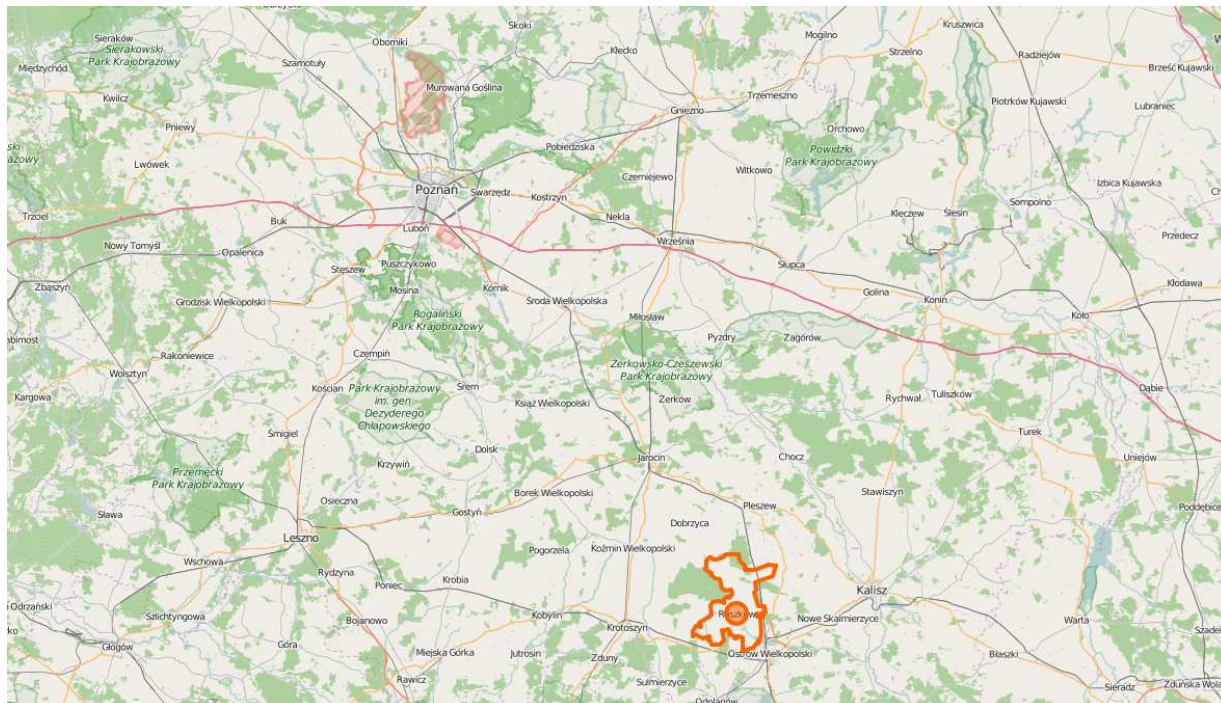 Sieraków
Sierakowski
Park Krajobrazowy
Międzychód
Kwilcz
Pniewy
Lwówek
Szamotuły
Oborniki
Skoki
Murowana Goślina
Kłecko
Mogilno
Kruszwica
Strzelno
Radziejów
Brześć Kujawski
Trzemeszno
Gniezno
Piotrków Kujawski
Lubraniec
Orchowo
Powidzki
Park Krajobrazowy
Pobiedziska
Czerniejewo
Witkowo
Izbica Kujawska
Poznań
Swarzędz
Kostrzyn
Nekla
Kleczew
Ślesin
Sompolno
Przedecz
Trzciel
Buk
Luboń
Nowy Tomyśl
Opalenica
Września
Puszczykowo
Stęszew
Słupca
Kłodawa
Zbąszyń
Grodzisk Wielkopolski
Mosina
Kórnik
Środa Wielkopolska
Golina
Konin
Koło
Rogaliński
Park Krajobrazowy
Miłosław
Pyzdry
Zagórów
Rakoniewice
Czempiń
Żerkowsko-Czeszewski
Park Krajobrazowy
Wolsztyn
Kościan
Park Krajobrazowy
im. gen.
Dezyderego
Chłapowskiego
Śrem
Dąbie
Kargowa
Książ Wielkopolski
Żerków
Rychwał
Tuliszków
Śmigiel
Turek
Dolsk
Krzywiń
Jarocin
Chocz
Uniejów
Przemęcki
Park Krajobrazowy
Osieczna
Borek Wielkopolski
Stawiszyn
Sława
Gostyń
Pleszew
Dobrzyca
Leszno
Pogorzela
Koźmin Wielkopolski
Wschowa
Rydzyna
Krobia
Poniec
Kalisz
Szlichtyngowa
Bojanowo
Kobylin
Krotoszyn
Nowe Skalmierzyce
Warta
Głogów
Góra
Miejska Górka
Jutrosin
Zduny
Ostrów Wielkopolski
Błaszki
Rawicz
Sulmierzyce
Sieradz
Zduńska Wola
Odolanów